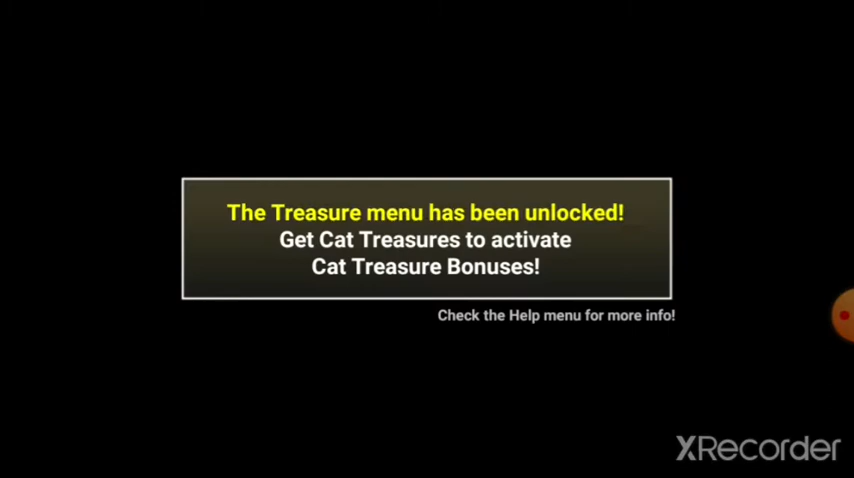 The Treasure menu has been unlocked!
Get Cat Treasures to activate
Cat Treasure Bonuses!
Check the Help menu for more info!
XRecorder